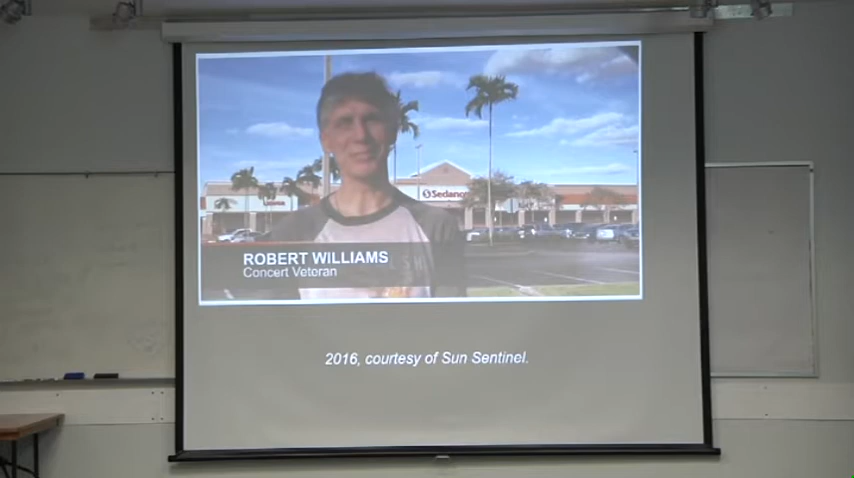 Sedano's
ROBERT WILLIAMS
Concert Veteran
2016, courtesy of Sun Sentinel.